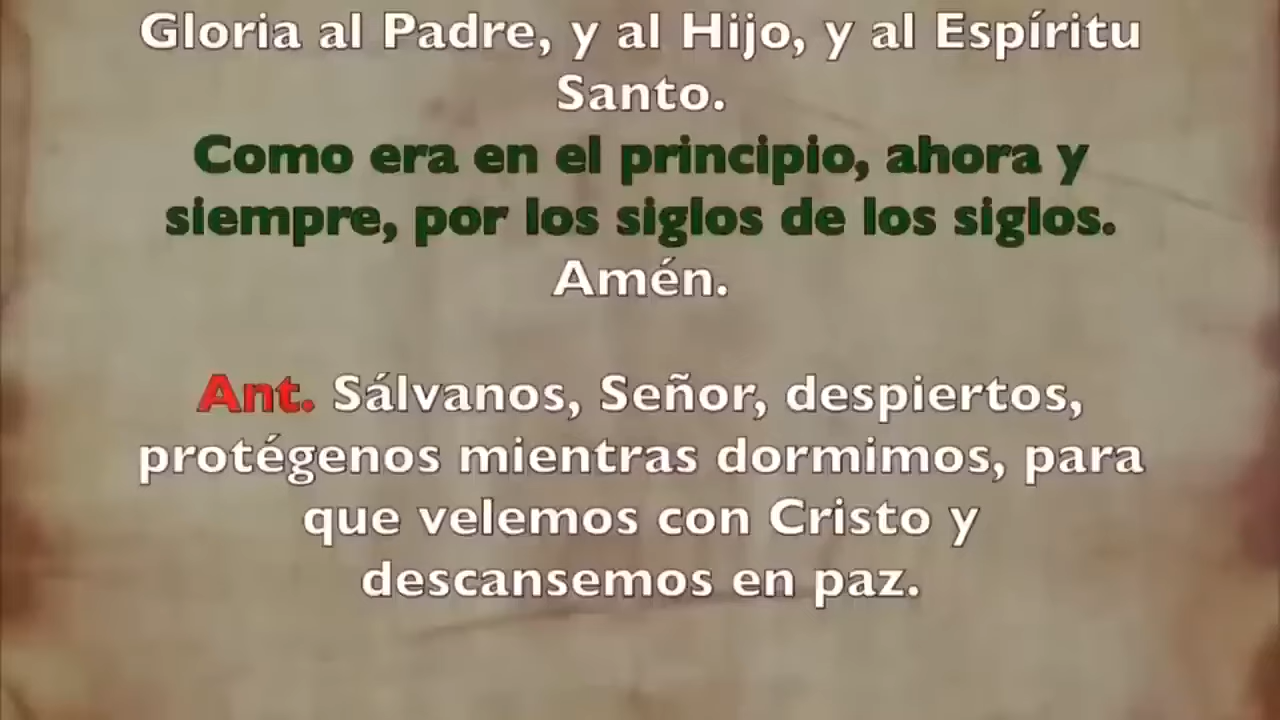 Gloria al Padre, y al Hijo, y al Espíritu
Santo.
Como era en el principio, ahora y
siempre, por los siglos de los siglos.
Amén.
Ant. Sálvanos, Señor, despiertos,
protégenos mientras dormimos, para
que velemos con Cristo y
descansemos en paz.